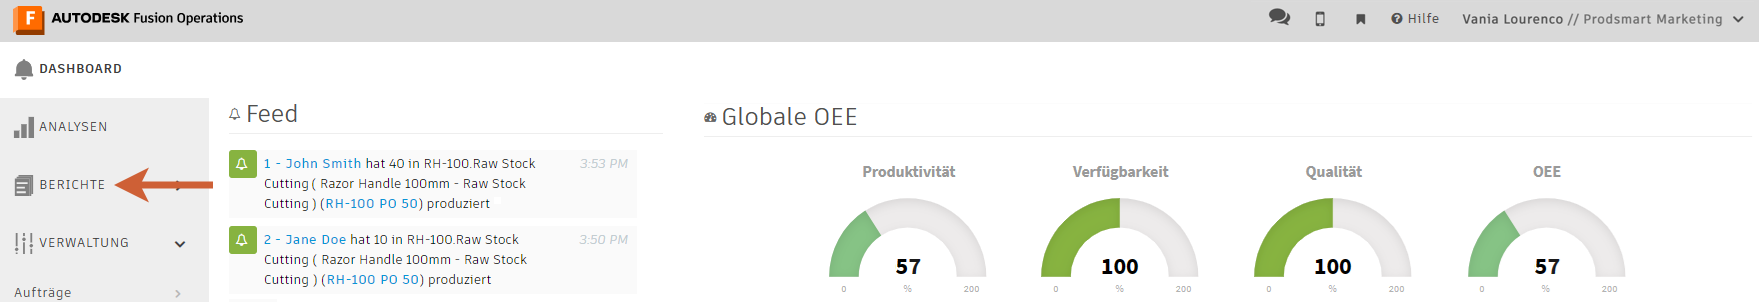 AUTODESK Fusion Operations
Hilfe
Vania Lourenco // Prodsmart Marketing
DASHBOARD
ANALYSEN
BERICHTE
VERWALTUNG
Aufträge
Feed
1 - John Smith hat 40 in RH-100.Raw Stock
3:53 PM
Cutting ( Razor Handle 100mm - Raw Stock
Cutting ) (RH-100 PO 50) produziert
2 - Jane Doe hat 10 in RH-100.Raw Stock
3:50 PM
Cutting ( Razor Handle 100mm - Raw Stock
Cutting ) (RH-100 PO 50) produziert
Globale OEE
Produktivität
57
0 % 200
Verfügbarkeit
100
0 % 200
Qualität
100
0 % 200
OEE
57
0 % 200